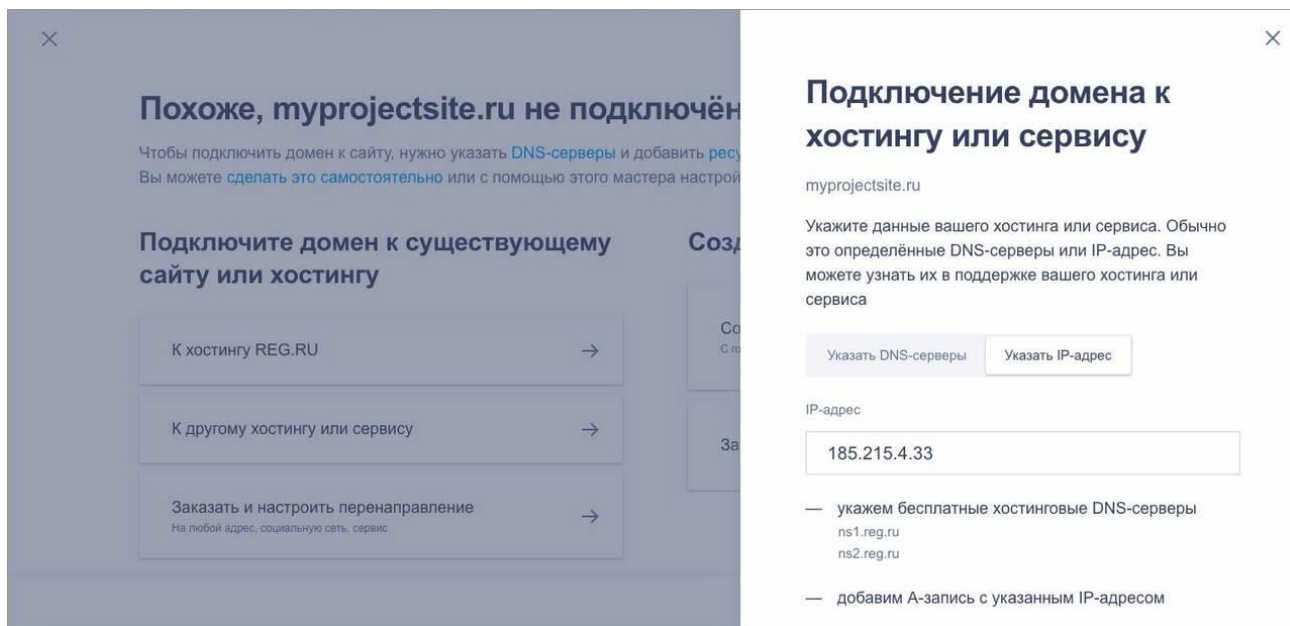 Похоже, myprojectsite.ru не подключён
Чтобы подключить домен к сайту, нужно указать DNS-серверы и добавить ресу
Вы можете сделать это самостоятельно или с помощью этого мастера настрой
Подключите домен к существующему
сайту или хостингу
К хостингу REG.RU
К другому хостингу или сервису
Заказать и настроить перенаправление
На любой адрес, социальную сеть, сервис
Созд
Со
С го
За
Подключение домена к
хостингу или сервису
myprojectsite.ru
Укажите данные вашего хостинга или сервиса. Обычно
это определённые DNS-серверы или IP-адрес. Вы
можете узнать их в поддержке вашего хостинга или
сервиса
Указать DNS-серверы Указать IP-адрес
IP-адрес
185.215.4.33
— укажем бесплатные хостинговые DNS-серверы
ns1.reg.ru
ns2.reg.ru
— добавим А-запись с указанным IP-адресом